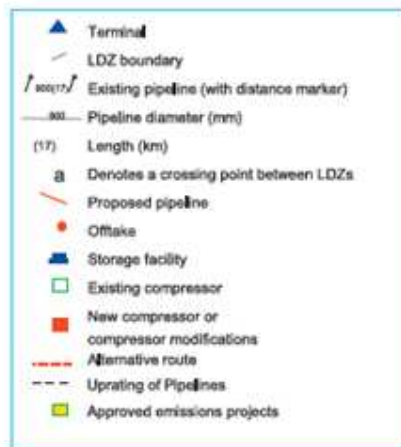 Terminal
LDZ boundary
900(17) Existing pipeline (with distance marker)
900 Pipeline diameter (mm)
(17) Length (km)
a Denotes a crossing point between LDZs
Proposed pipeline
Offtake
Storage facility
Existing compressor
New compressor or
compressor modifications
Alternative route
Uprating of Pipelines
Approved emissions projects